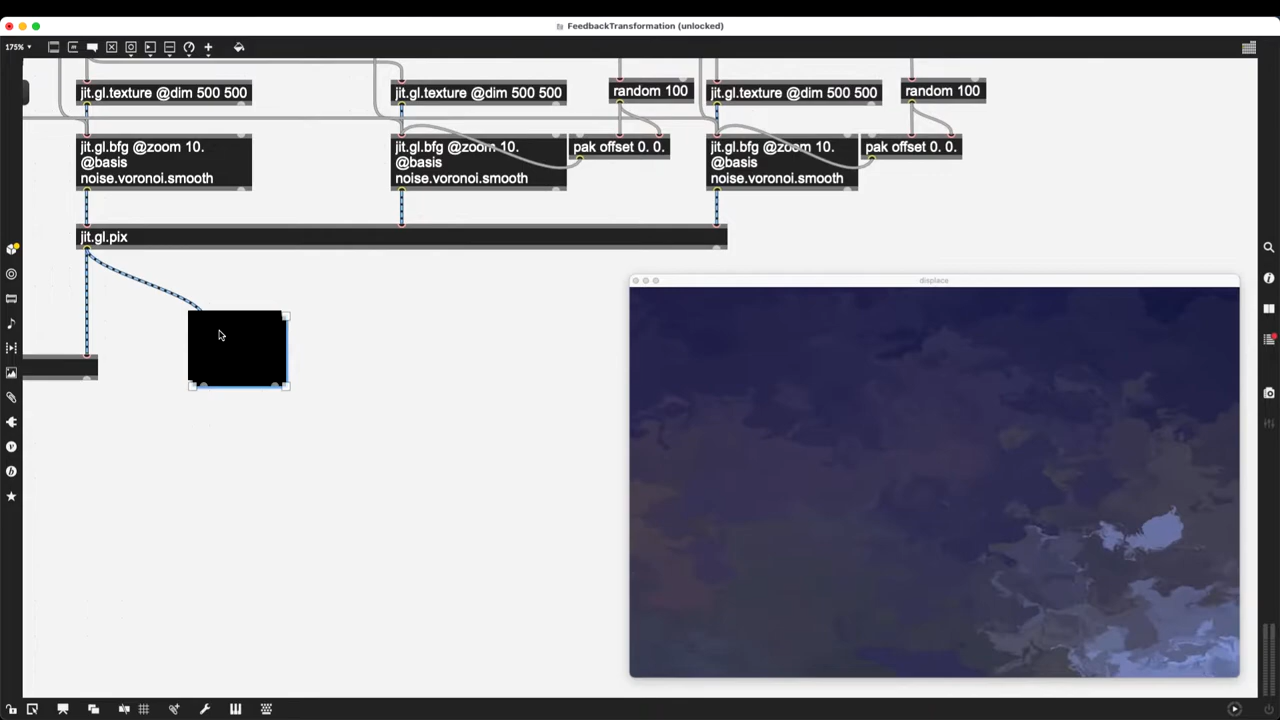 FeedbackTransformation (unlocked)
175%
jit.gl.texture @dim 500 500
jit.gl.texture @dim 500 500
random 100
jit.gl.texture @dim 500 500
random 100
jit.gl.bfg @zoom 10.
@basis
noise.voronoi.smooth
jit.gl.bfg @zoom 10.
@basis
noise.voronoi.smooth
pak offset 0. 0.
jit.gl.bfg @zoom 10.
@basis
noise.voronoi.smooth
pak offset 0. 0.
jit.gl.pix
displace